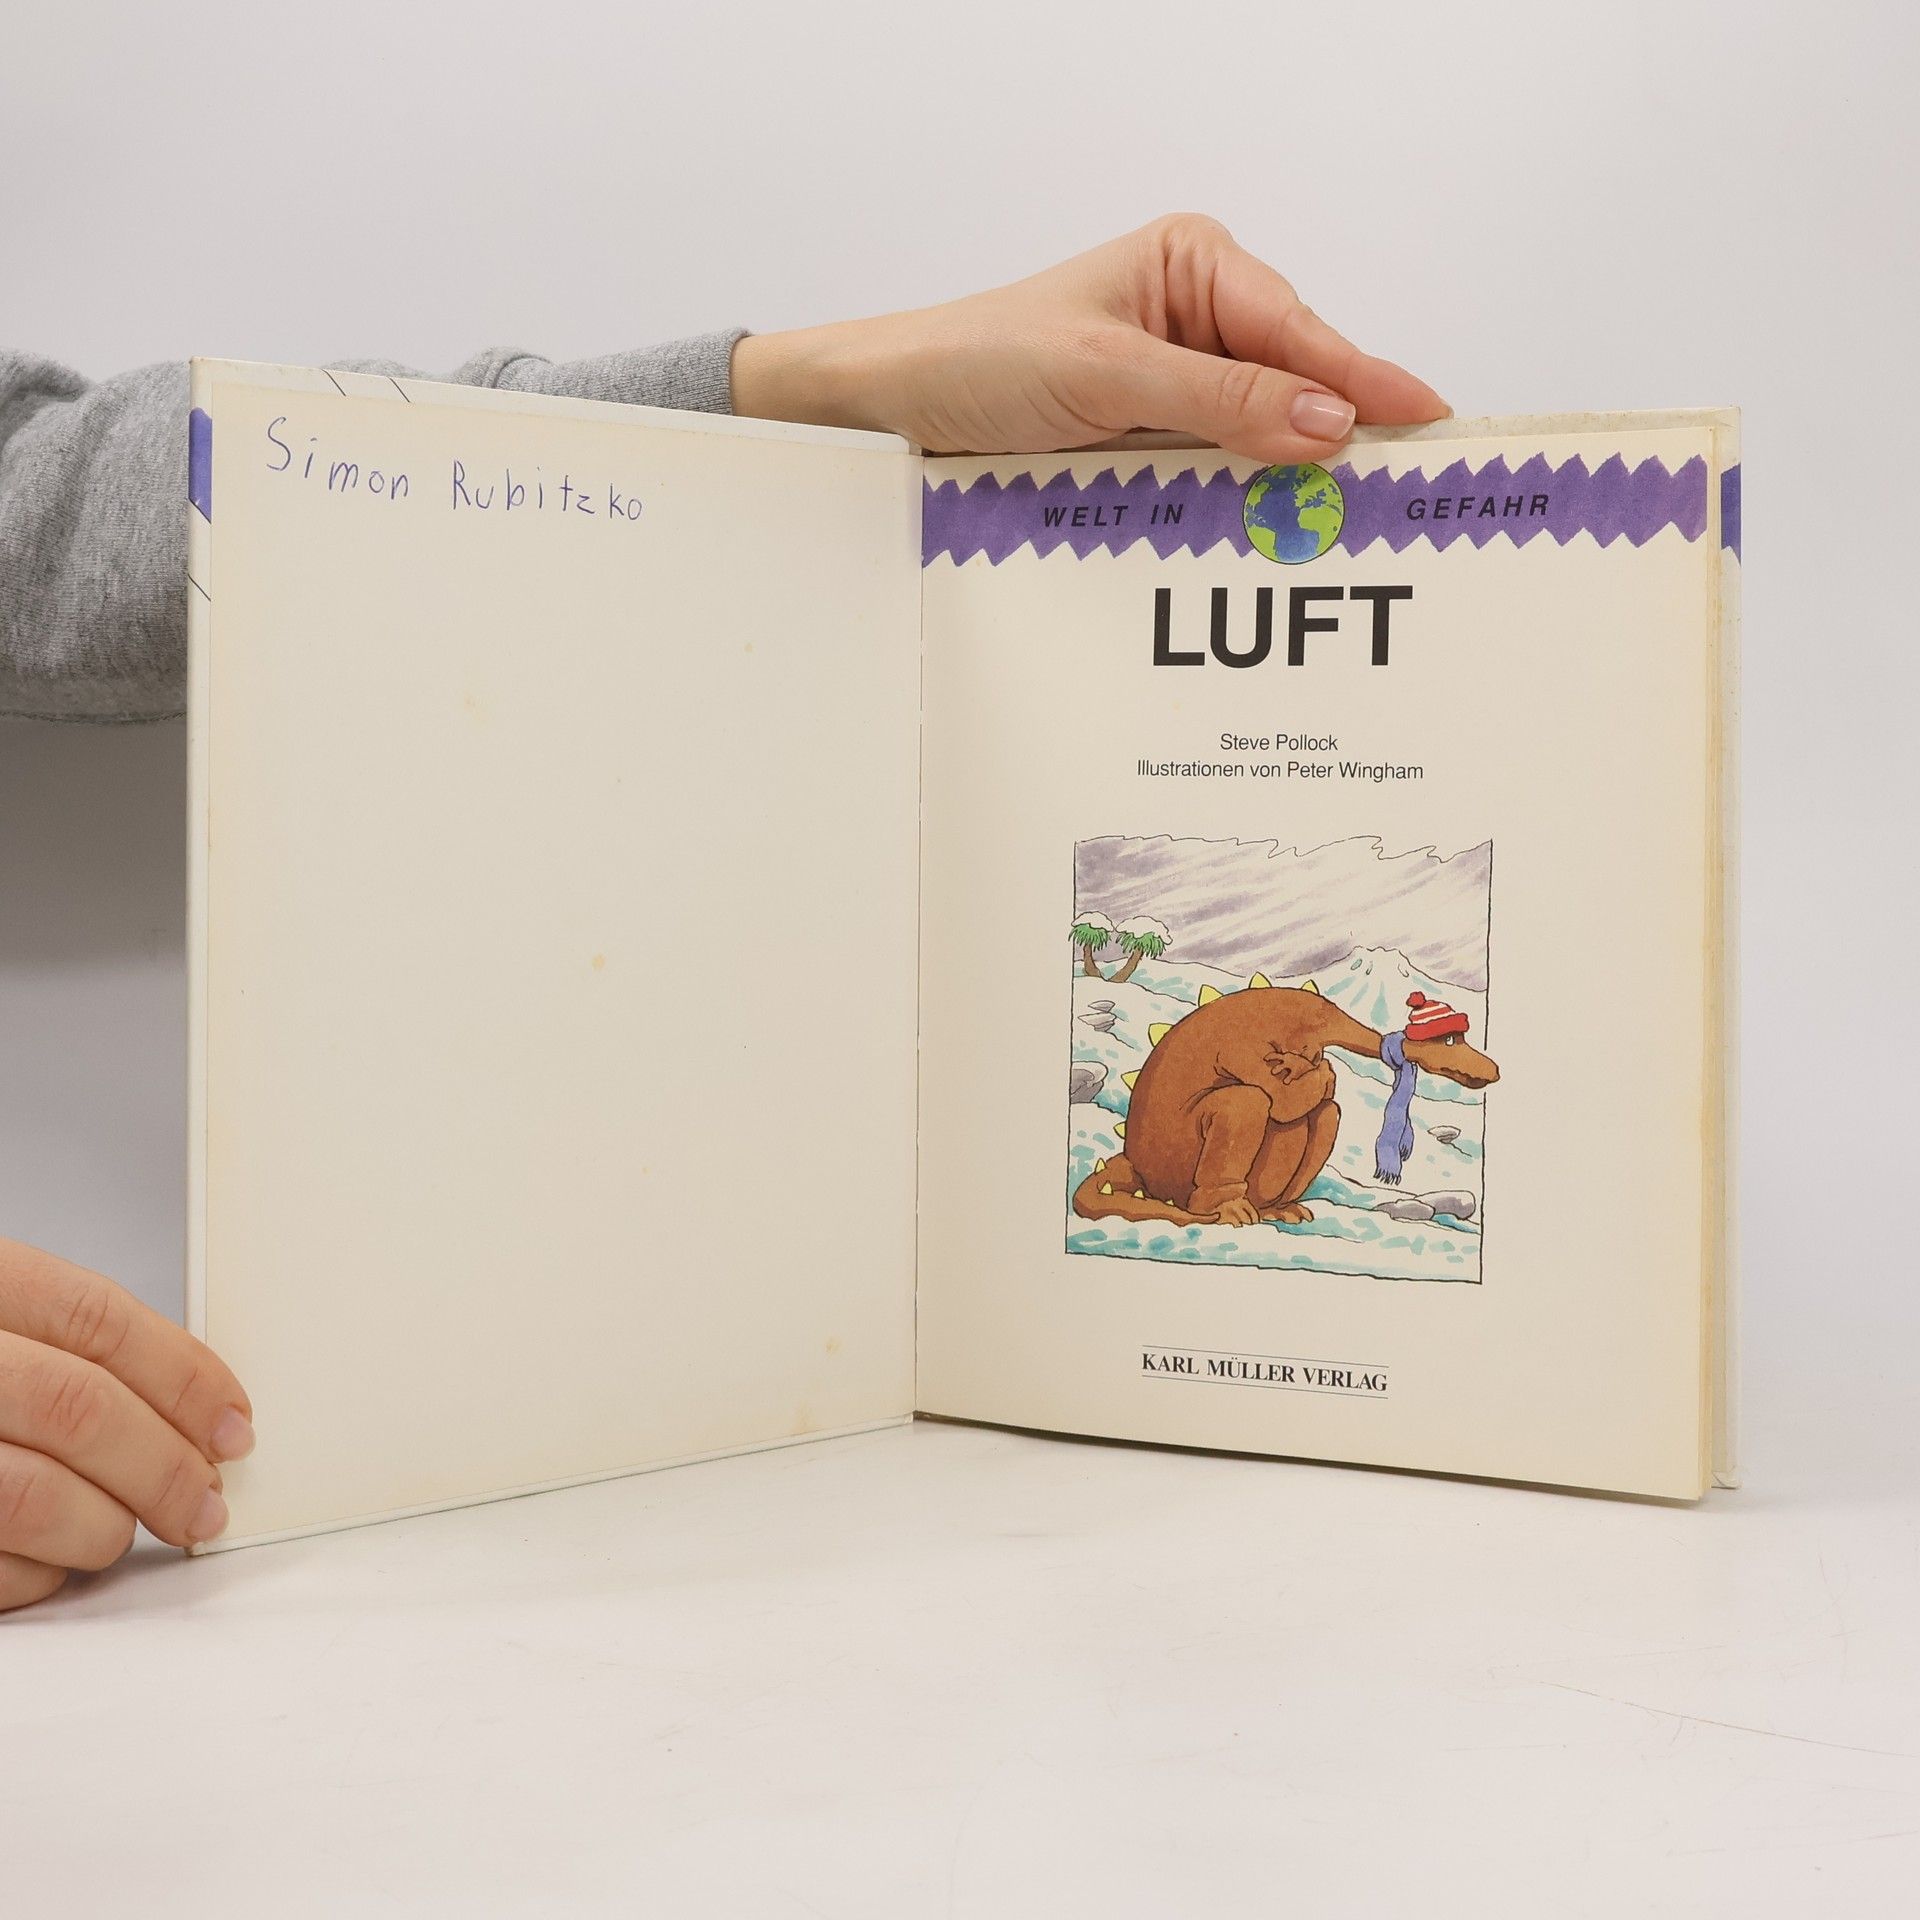 Simon Rubitzko
WELT IN GEFAHR
LUFT
Steve Pollock
Illustrationen von Peter Wingham
KARL MÜLLER VERLAG